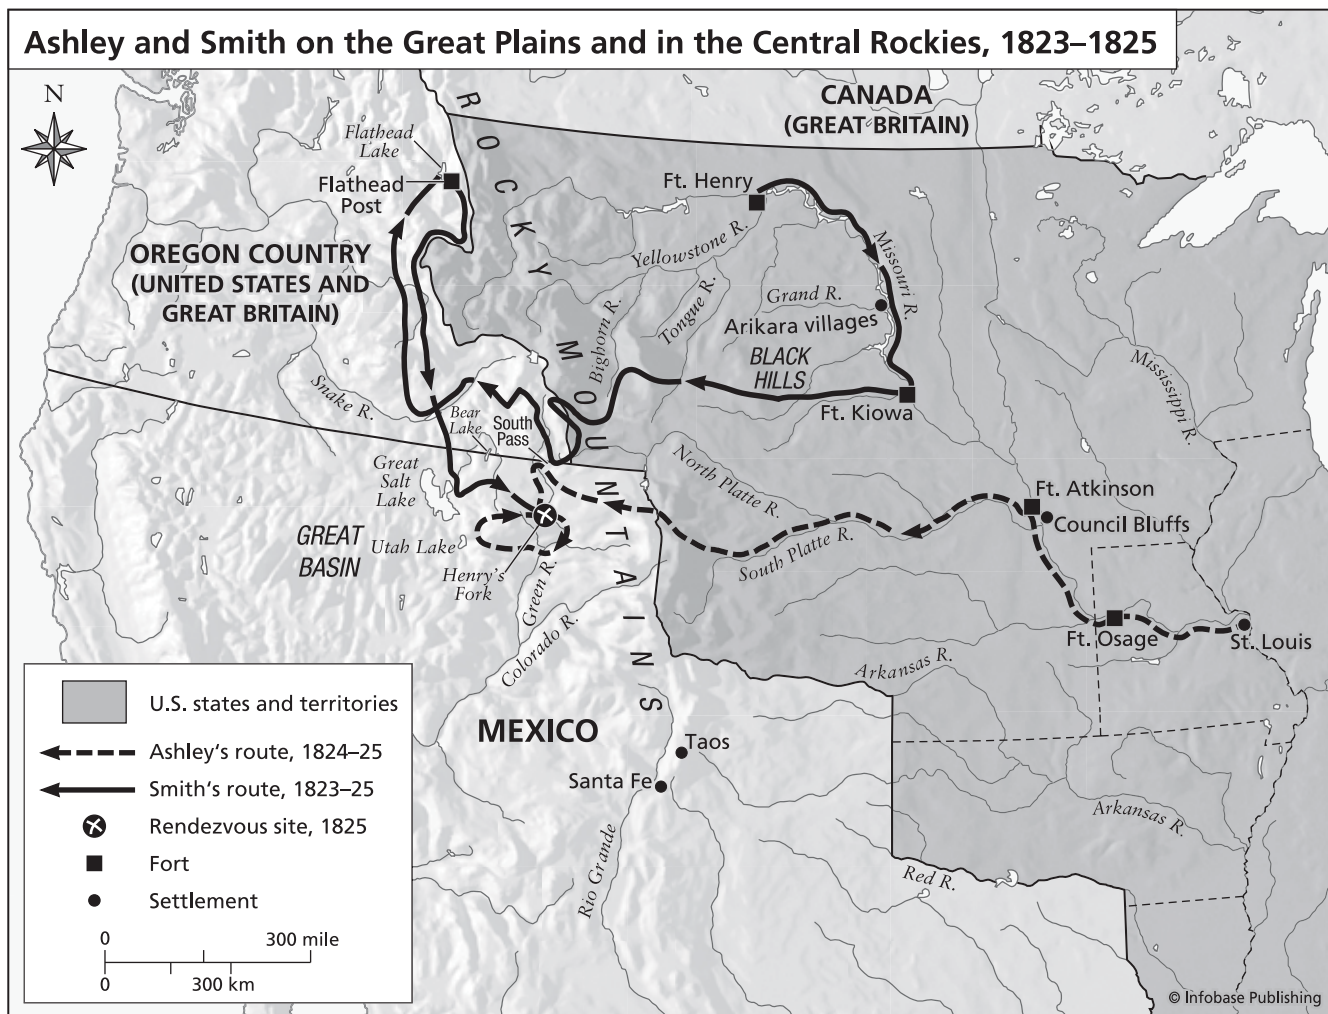 Ashley and Smith on the Great Plains and in the Central Rockies, 1823–1825
N
CANADA
(GREAT BRITAIN)
ROCKY MOUNTAINS
Flathead
Lake
Flathead
Post
Ft. Henry
OREGON COUNTRY
(UNITED STATES AND
GREAT BRITAIN)
Yellowstone R.
Missouri R.
Bighorn R.
Tongue R.
Grand R.
Arikara villages
BLACK
HILLS
Mississippi R.
Snake R.
Ft. Kiowa
Bear
Lake
South
Pass
Great
Salt
Lake
North Platte R.
Ft. Atkinson
Council Bluffs
GREAT
BASIN
Utah Lake
South Platte R.
Henry's
Fork
Green R.
Colorado R.
Ft. Osage
St. Louis
Arkansas R.
MEXICO
Taos
Santa Fe
Arkansas R.
Rio Grande
Red R.
U.S. states and territories
Ashley's route, 1824–25
Smith's route, 1823–25
Rendezvous site, 1825
Fort
Settlement
0 300 mile
0 300 km
© Infobase Publishing